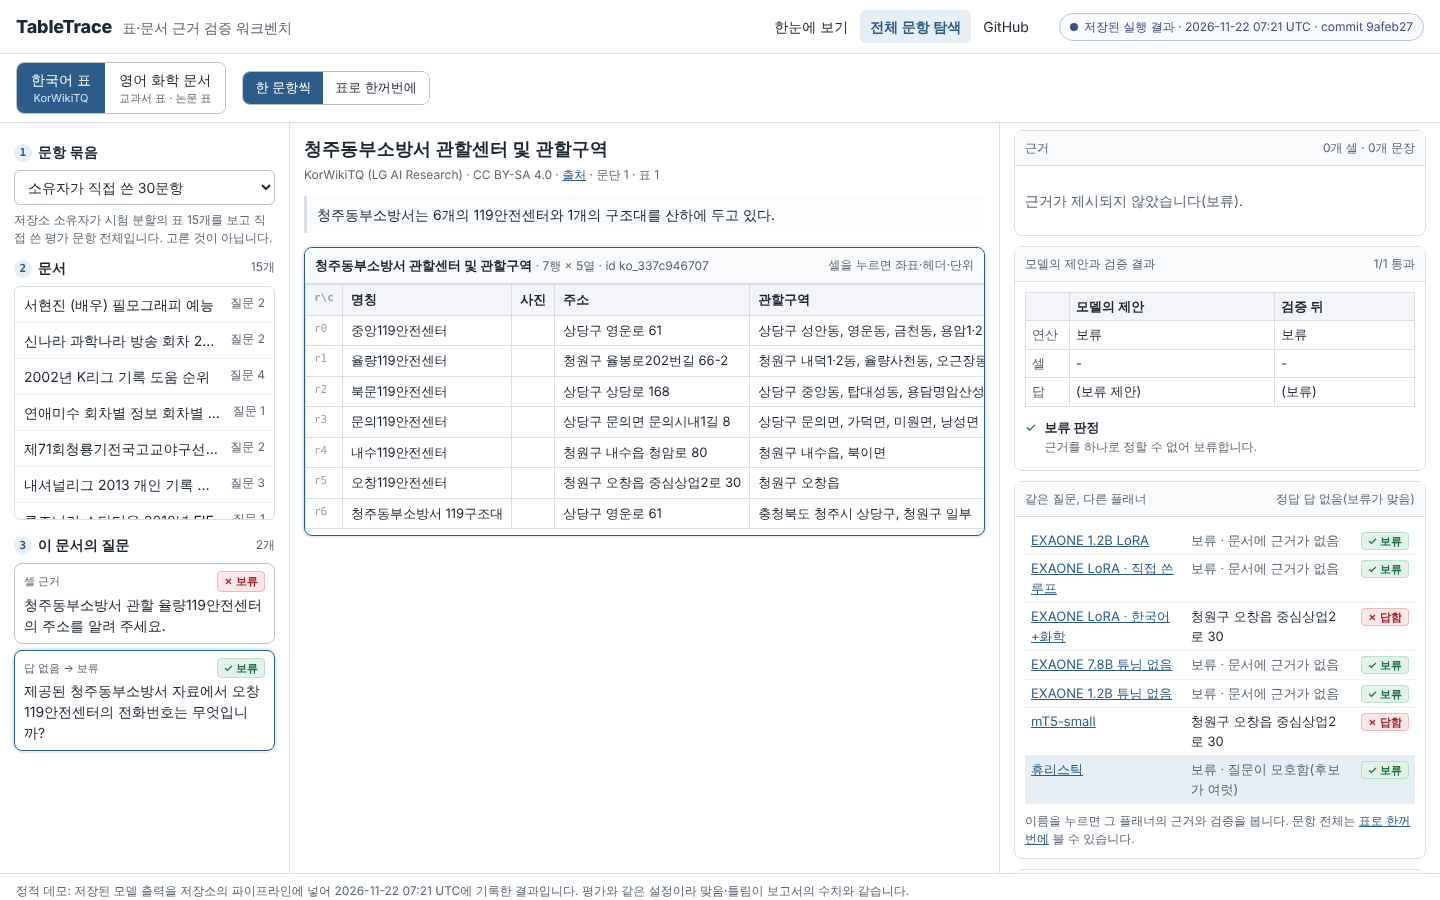 TableTrace 표·문서 근거 검증 워크벤치
한눈에 보기 전체 문항 탐색 GitHub 저장된 실행 결과 · 2026-11-22 07:21 UTC · commit 9afeb27
한국어 표
KorWikiTQ
영어 화학 문서
교과서 표 · 논문 표
한 문항씩 표로 한꺼번에
1 문항 묶음
소유자가 직접 쓴 30문항
저장소 소유자가 시험 분할의 표 15개를 보고 직
접 쓴 평가 문항 전체입니다. 고른 것이 아닙니다.
2 문서 15개
서현진 (배우) 필모그래피 예능 질문 2
신나라 과학나라 방송 회차 2... 질문 2
2002년 K리그 기록 도움 순위 질문 4
연애미수 회차별 정보 회차별 ... 질문 1
제71회청룡기전국고교야구선... 질문 2
내셔널리그 2013 개인 기록 ... 질문 3
3 이 문서의 질문 2개
셀 근거 × 보류
청주동부소방서 관할 율량119안전센터
의 주소를 알려 주세요.
답 없음 → 보류 ✓ 보류
제공된 청주동부소방서 자료에서 오창
119안전센터의 전화번호는 무엇입니
까?
청주동부소방서 관할센터 및 관할구역
KorWikiTQ (LG AI Research) · CC BY-SA 4.0 · 출처 · 문단 1 · 표 1
청주동부소방서는 6개의 119안전센터와 1개의 구조대를 산하에 두고 있다.
청주동부소방서 관할센터 및 관할구역 · 7행 × 5열 · id ko_337c946707 셀을 누르면 좌표·헤더·단위
r\c 명칭 사진 주소 관할구역
r0 중앙119안전센터 상당구 영운로 61 상당구 성안동, 영운동, 금천동, 용암1·2
r1 율량119안전센터 청원구 율봉로202번길 66-2 청원구 내덕1·2동, 율량사천동, 오근장동
r2 북문119안전센터 상당구 상당로 168 상당구 중앙동, 탑대성동, 용담명암산성
r3 문의119안전센터 상당구 문의면 문의시내1길 8 상당구 문의면, 가덕면, 미원면, 낭성면
r4 내수119안전센터 청원구 내수읍 청암로 80 청원구 내수읍, 북이면
r5 오창119안전센터 청원구 오창읍 중심상업2로 30 청원구 오창읍
r6 청주동부소방서 119구조대 상당구 영운로 61 충청북도 청주시 상당구, 청원구 일부
근거 0개 셀 · 0개 문장
근거가 제시되지 않았습니다(보류).
모델의 제안과 검증 결과 1/1 통과
모델의 제안 검증 뒤
연산 보류 보류
셀 - -
답 (보류 제안) (보류)
✓ 보류 판정
근거를 하나로 정할 수 없어 보류합니다.
같은 질문, 다른 플래너 정답 답 없음(보류가 맞음)
EXAONE 1.2B LoRA 보류 · 문서에 근거가 없음 ✓ 보류
EXAONE LoRA · 직접 쓴 보류 · 문서에 근거가 없음 ✓ 보류
루프
EXAONE LoRA · 한국어 청원구 오창읍 중심상업2 × 답함
+화학 로 30
EXAONE 7.8B 튜닝 없음 보류 · 문서에 근거가 없음 ✓ 보류
EXAONE 1.2B 튜닝 없음 보류 · 문서에 근거가 없음 ✓ 보류
mT5-small 청원구 오창읍 중심상업2 × 답함
로 30
휴리스틱 보류 · 질문이 모호함(후보 ✓ 보류
가 여럿)
이름을 누르면 그 플래너의 근거와 검증을 봅니다. 문항 전체는 표로 한꺼
번에 볼 수 있습니다.
정적 데모: 저장된 모델 출력을 저장소의 파이프라인에 넣어 2026-11-22 07:21 UTC에 기록한 결과입니다. 평가와 같은 설정이라 맞음·틀림이 보고서의 수치와 같습니다.